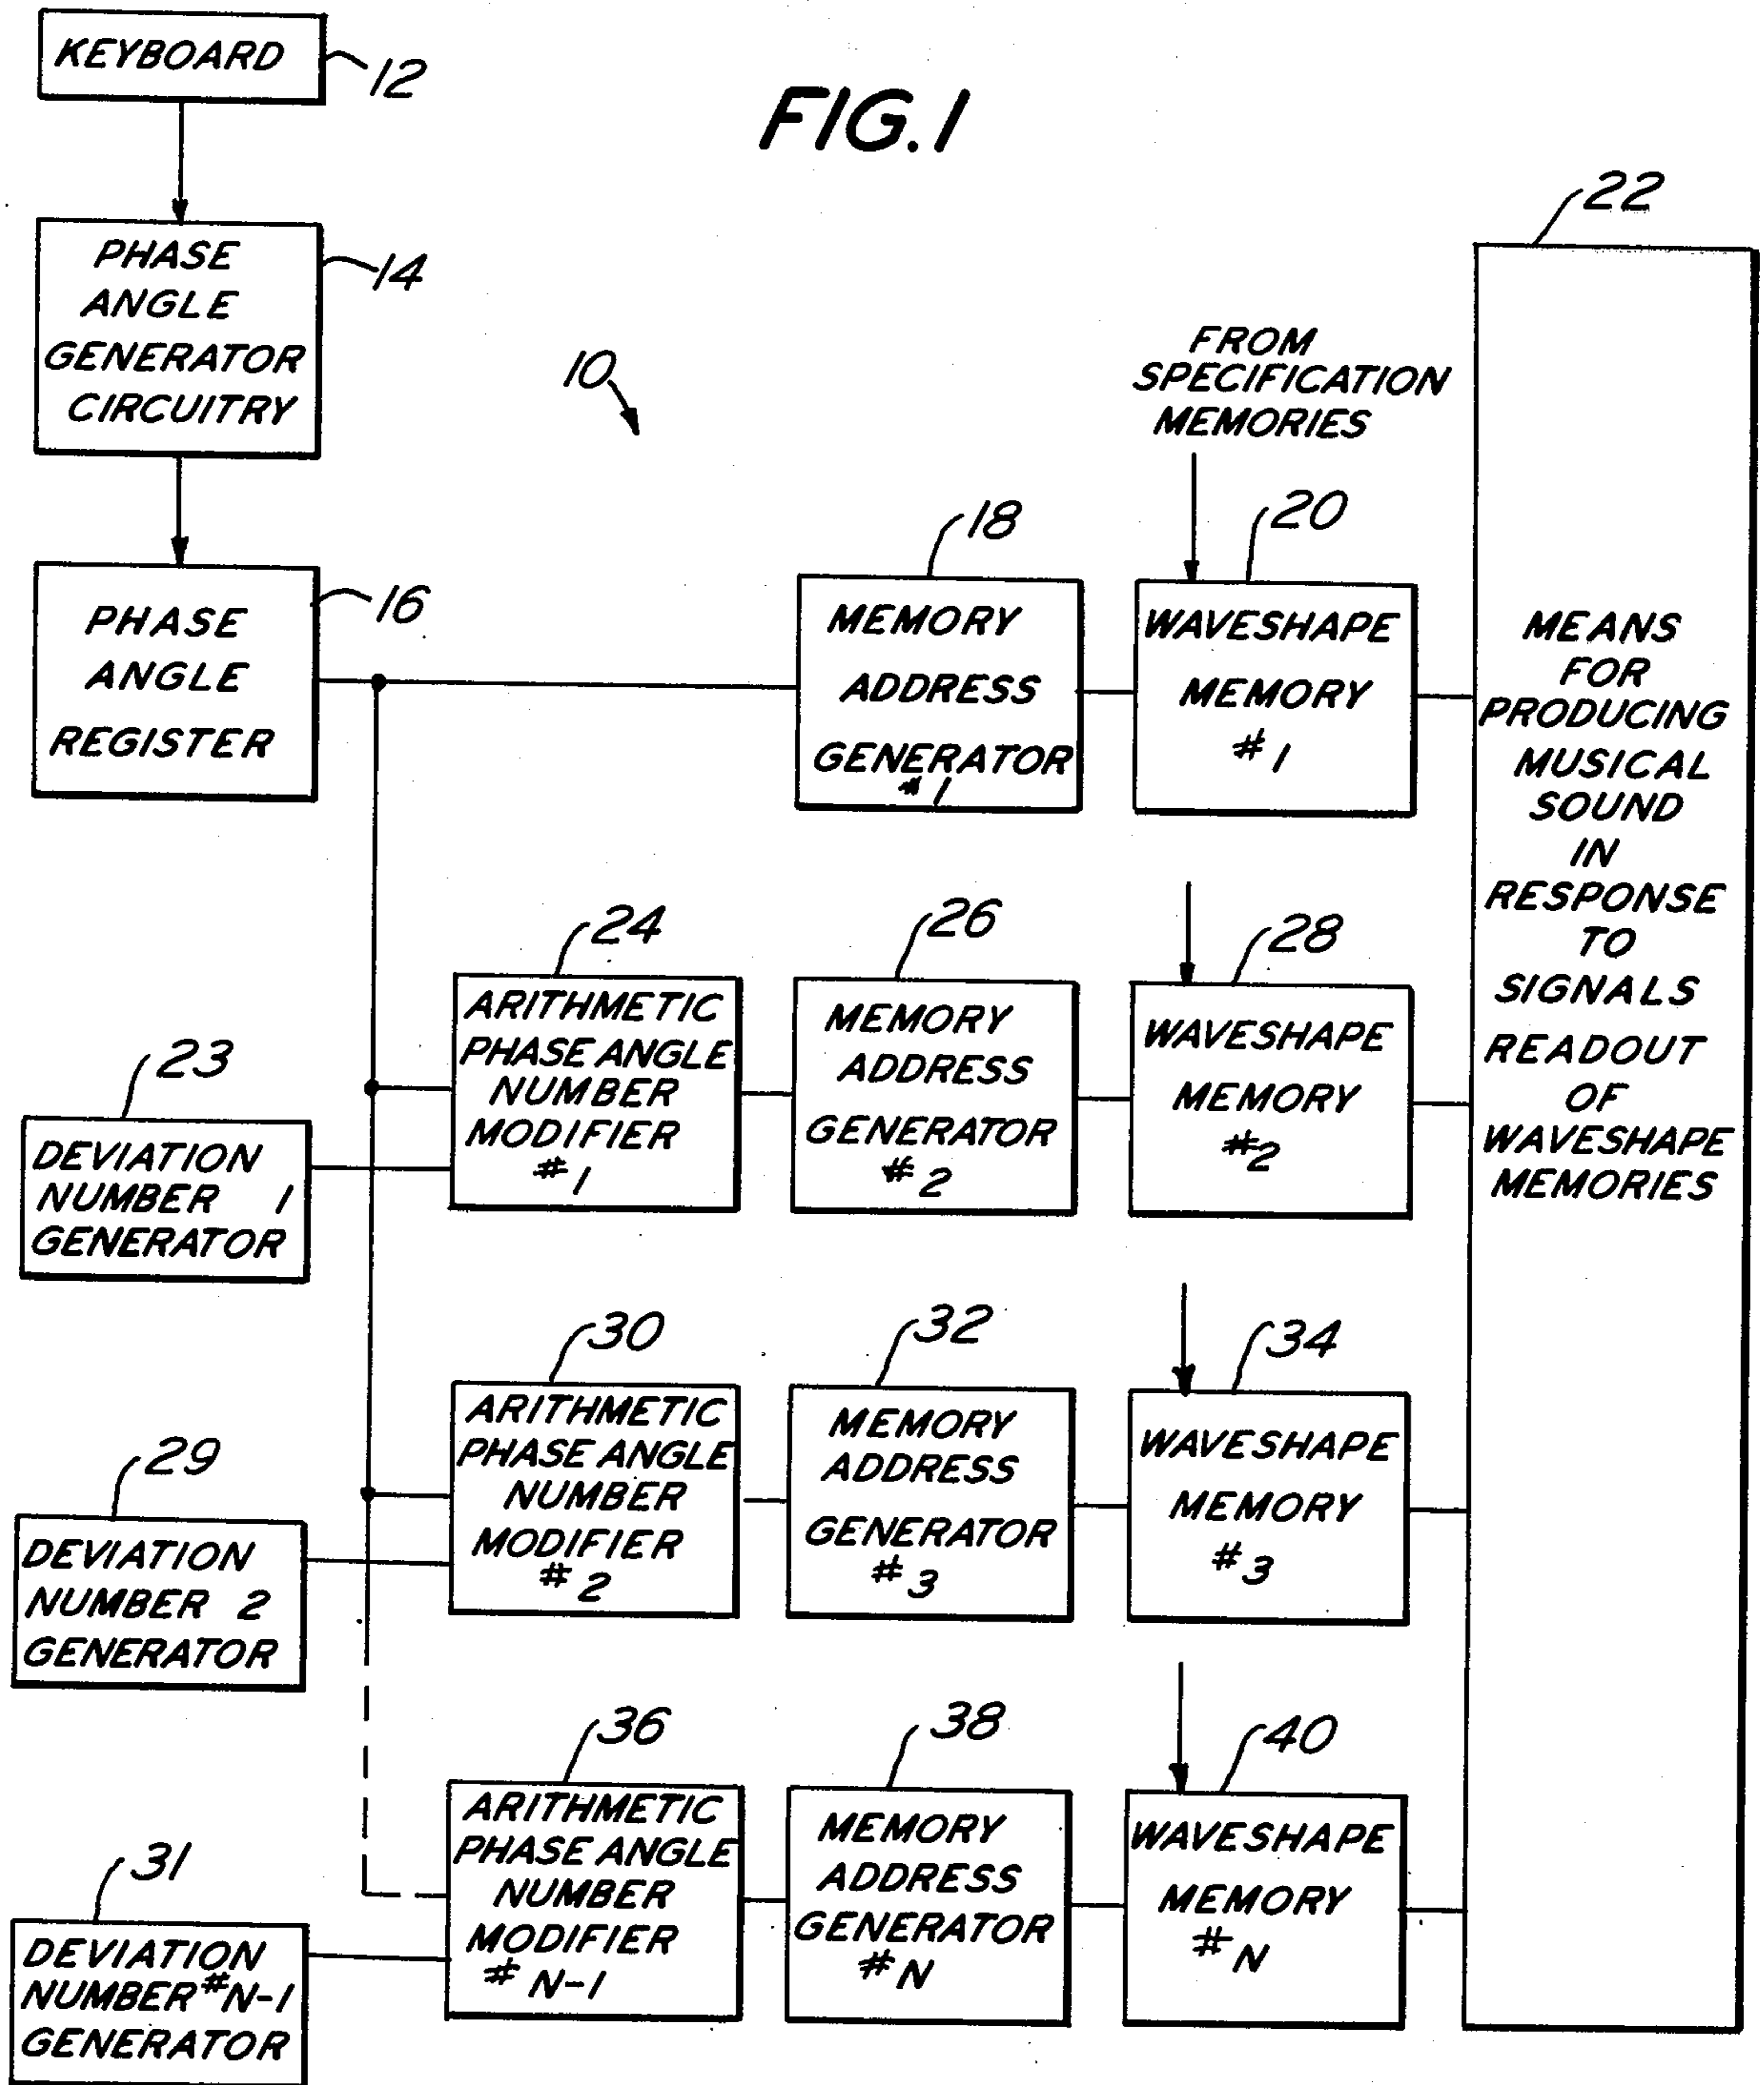 FIG.1
KEYBOARD
12
PHASE
ANGLE
GENERATOR
CIRCUITRY
14
10
PHASE
ANGLE
REGISTER
16
MEMORY
ADDRESS
GENERATOR
#1
18
FROM
SPECIFICATION
MEMORIES
WAVESHAPE
MEMORY
#1
20
22
MEANS
FOR
PRODUCING
MUSICAL
SOUND
IN
RESPONSE
TO
SIGNALS
READOUT
OF
WAVESHAPE
MEMORIES
23
DEVIATION
NUMBER 1
GENERATOR
24
ARITHMETIC
PHASE ANGLE
NUMBER
MODIFIER
#1
26
MEMORY
ADDRESS
GENERATOR
#2
28
WAVESHAPE
MEMORY
#2
29
DEVIATION
NUMBER 2
GENERATOR
30
ARITHMETIC
PHASE ANGLE
NUMBER
MODIFIER
#2
32
MEMORY
ADDRESS
GENERATOR
#3
34
WAVESHAPE
MEMORY
#3
31
DEVIATION
NUMBER #N-1
GENERATOR
36
ARITHMETIC
PHASE ANGLE
NUMBER
MODIFIER
# N-1
38
MEMORY
ADDRESS
GENERATOR
#N
40
WAVESHAPE
MEMORY
#N